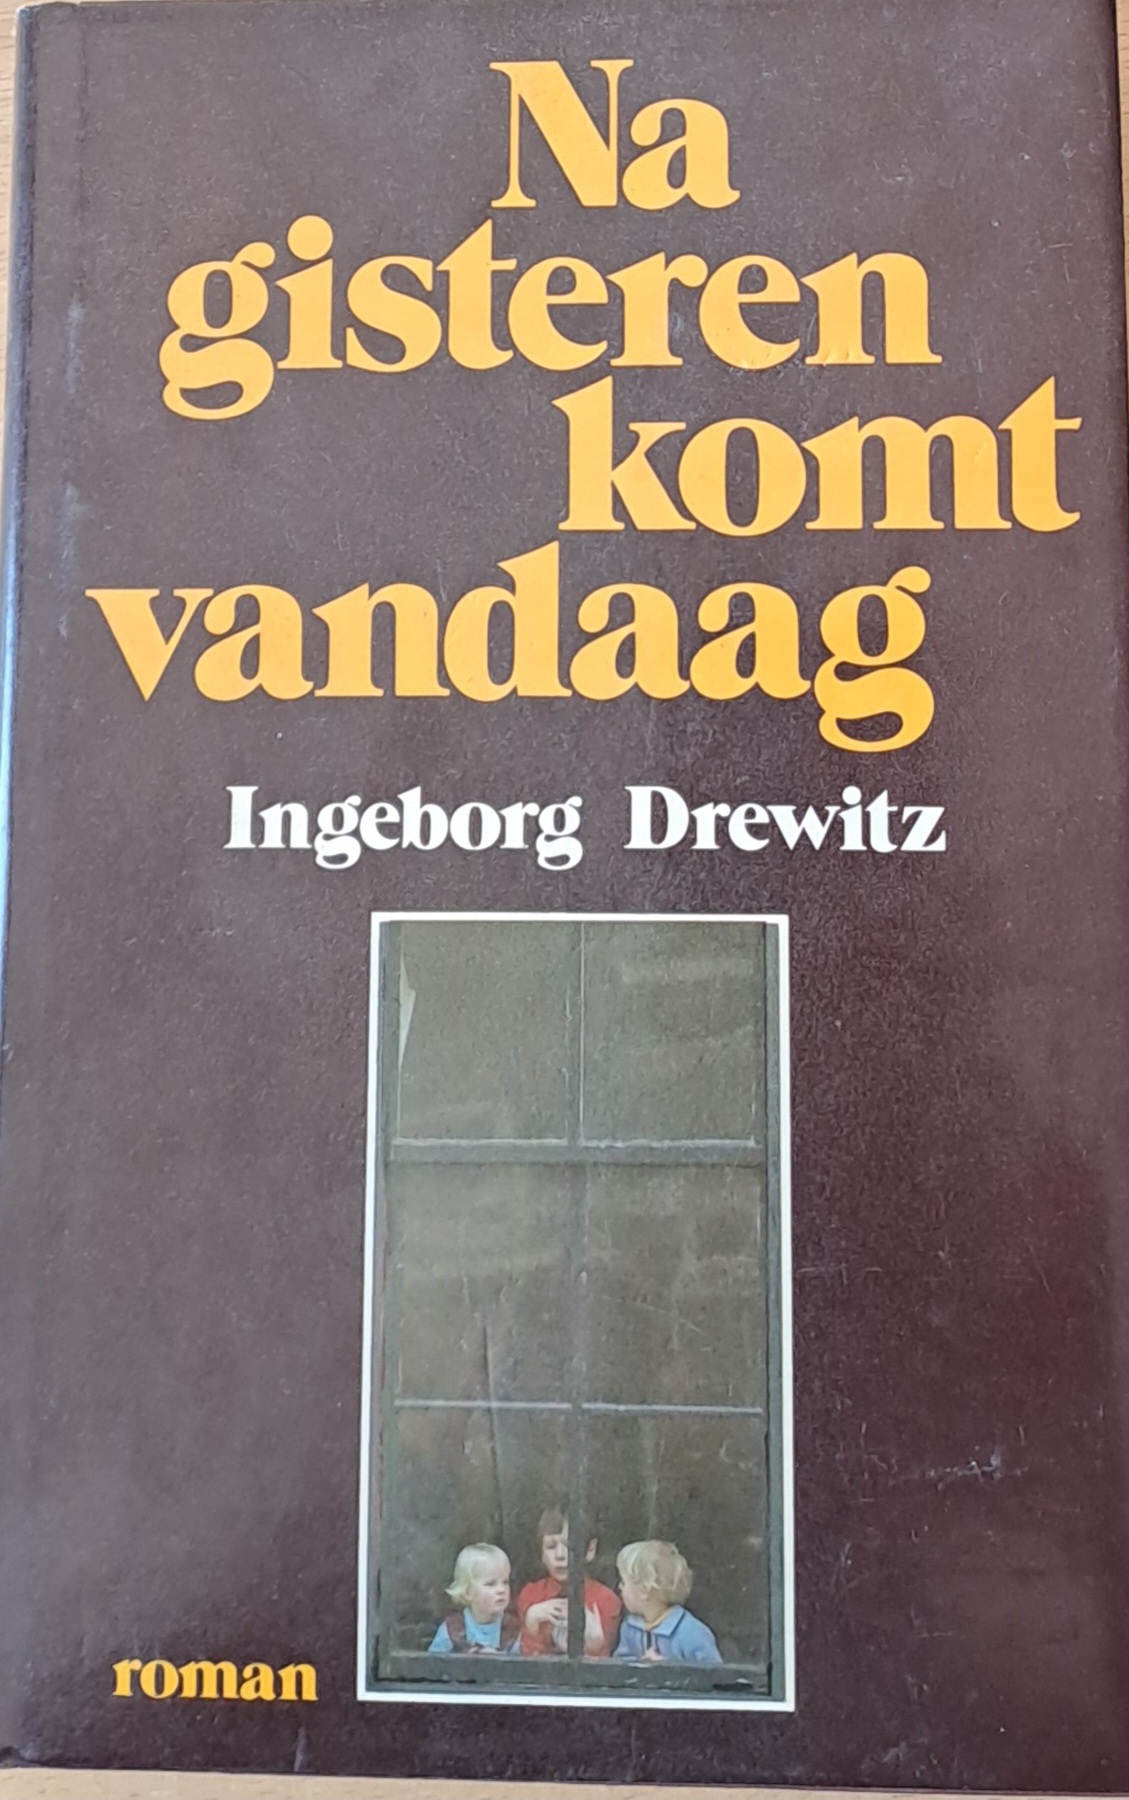 Na
gisteren
komt
vandaag
Ingeborg Drewitz
roman